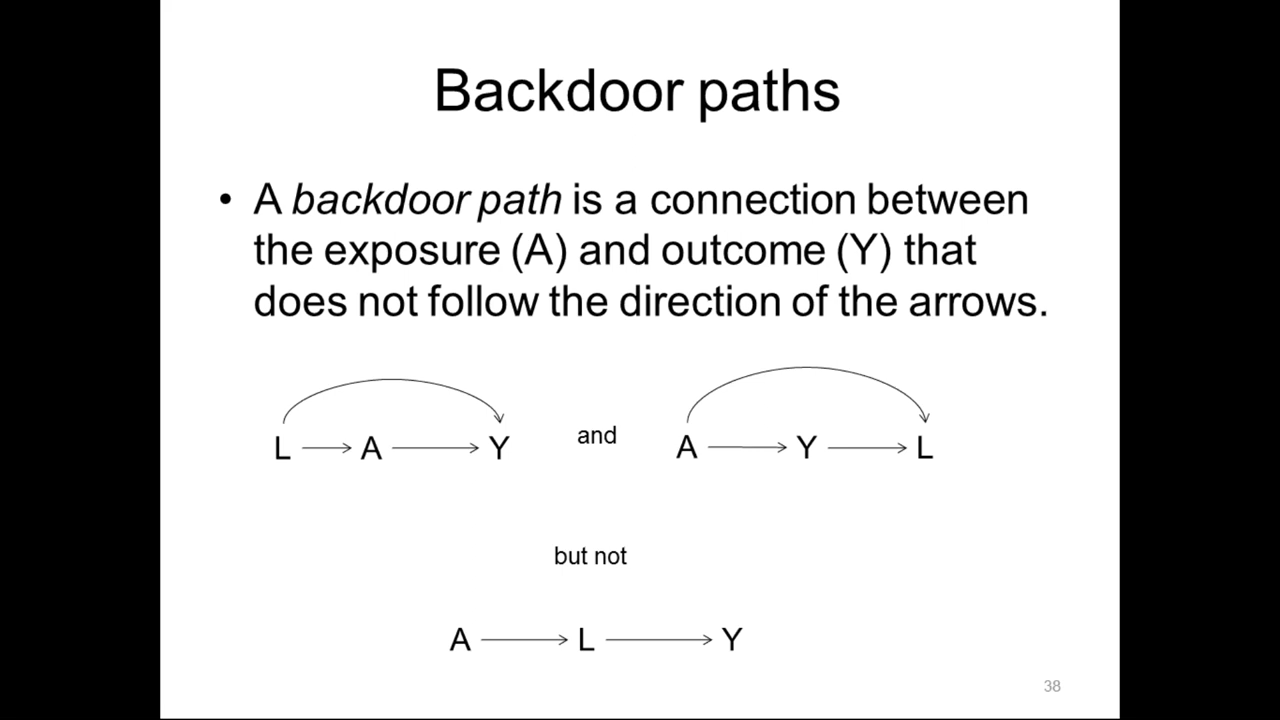 Backdoor paths
• A backdoor path is a connection between
the exposure (A) and outcome (Y) that
does not follow the direction of the arrows.
L A Y and A Y L
but not
A L Y
38